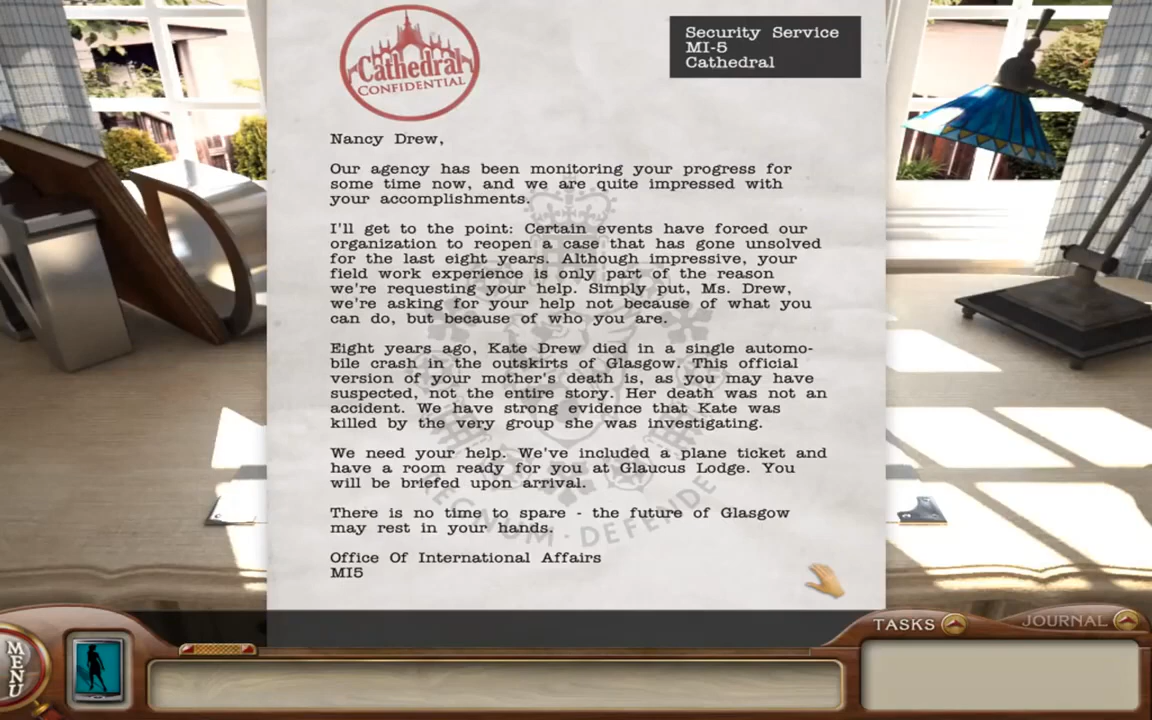 Cathedral
CONFIDENTIAL
Security Service
MI-5
Cathedral
Nancy Drew,
Our agency has been monitoring your progress for
some time now, and we are quite impressed with
your accomplishments.
I'll get to the point: Certain events have forced our
organization to reopen a case that has gone unsolved
for the last eight years. Although impressive, your
field work experience is only part of the reason
we're requesting your help. Simply put, Ms. Drew,
we're asking for your help not because of what you
can do, but because of who you are.
Eight years ago, Kate Drew died in a single automo-
bile crash in the outskirts of Glasgow. This official
version of your mother's death is, as you may have
suspected, not the entire story. Her death was not an
accident. We have strong evidence that Kate was
killed by the very group she was investigating.
We need your help. We've included a plane ticket and
have a room ready for you at Glaucus Lodge. You
will be briefed upon arrival.
There is no time to spare - the future of Glasgow
may rest in your hands.
Office Of International Affairs
MI5
REGNUM · DEFENDE
TASKS
JOURNAL
MENU